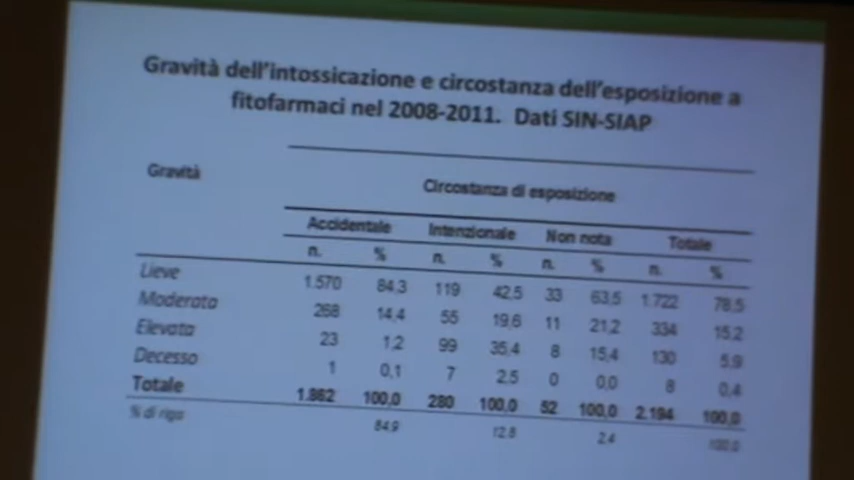 Gravità dell'intossicazione e circostanza dell'esposizione a
fitofarmaci nel 2008-2011. Dati SIN-SIAP
Gravità
Circostanza di esposizione
Accidentale Intenzionale Non nota Totale
n. % n. % n. % n. %
Lieve 1.570 84,3 119 42,5 33 63,5 1.722 78,5
Moderata 268 14,4 55 19,6 11 21,2 334 15,2
Elevata 23 1,2 99 35,4 8 15,4 130 5,9
Decesso 1 0,1 7 2,5 0 0,0 8 0,4
Totale 1.862 100,0 280 100,0 52 100,0 2.194 100,0
% di riga 84,9 12,8 2,4 100,0